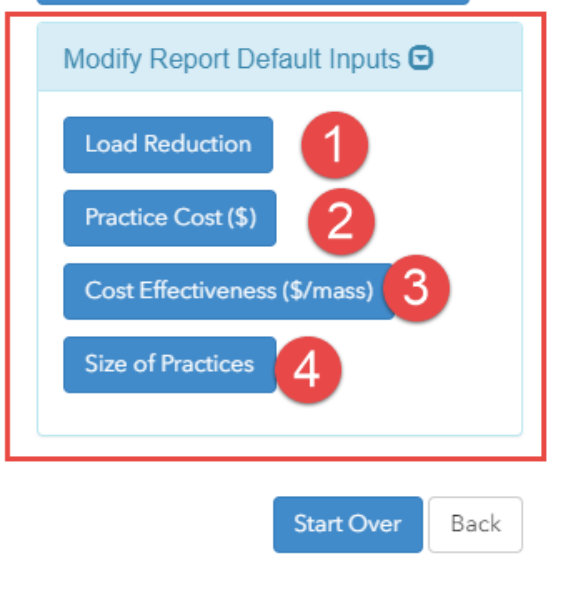 Modify Report Default Inputs
Load Reduction 1
Practice Cost ($) 2
Cost Effectiveness ($/mass) 3
Size of Practices 4
Start Over Back